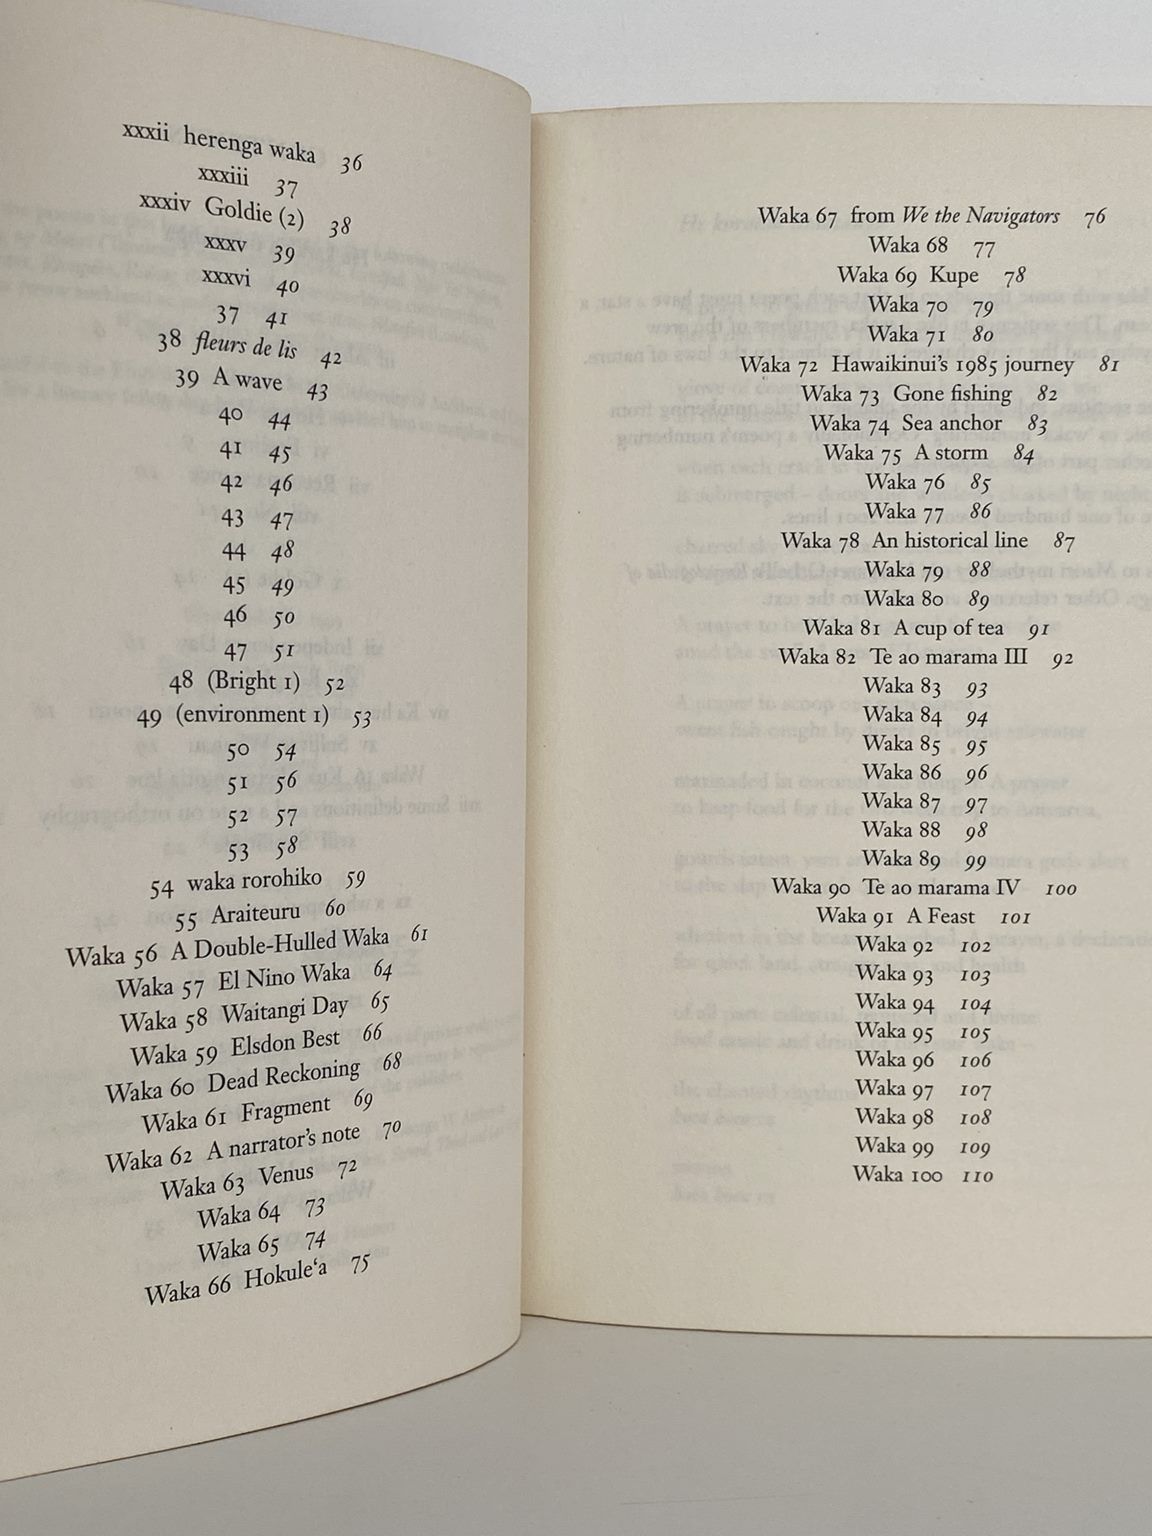 xxxii herenga waka 36
xxxiii 37
xxxiv Goldie (2) 38
xxxv 39
xxxvi 40
37 41
38 fleurs de lis 42
39 A wave 43
40 44
41 45
42 46
43 47
44 48
45 49
46 50
47 51
48 (Bright 1) 52
49 (environment 1) 53
50 54
51 56
52 57
53 58
54 waka rorohiko 59
55 Araiteuru 60
Waka 56 A Double-Hulled Waka 61
Waka 57 El Nino Waka 64
Waka 58 Waitangi Day 65
Waka 59 Elsdon Best 66
Waka 60 Dead Reckoning 68
Waka 61 Fragment 69
Waka 62 A narrator's note 70
Waka 63 Venus 72
Waka 64 73
Waka 65 74
Waka 66 Hokule‘a 75
Waka 67 from We the Navigators 76
Waka 68 77
Waka 69 Kupe 78
Waka 70 79
Waka 71 80
Waka 72 Hawaikinui's 1985 journey 81
Waka 73 Gone fishing 82
Waka 74 Sea anchor 83
Waka 75 A storm 84
Waka 76 85
Waka 77 86
Waka 78 An historical line 87
Waka 79 88
Waka 80 89
Waka 81 A cup of tea 91
Waka 82 Te ao marama III 92
Waka 83 93
Waka 84 94
Waka 85 95
Waka 86 96
Waka 87 97
Waka 88 98
Waka 89 99
Waka 90 Te ao marama IV 100
Waka 91 A Feast 101
Waka 92 102
Waka 93 103
Waka 94 104
Waka 95 105
Waka 96 106
Waka 97 107
Waka 98 108
Waka 99 109
Waka 100 110